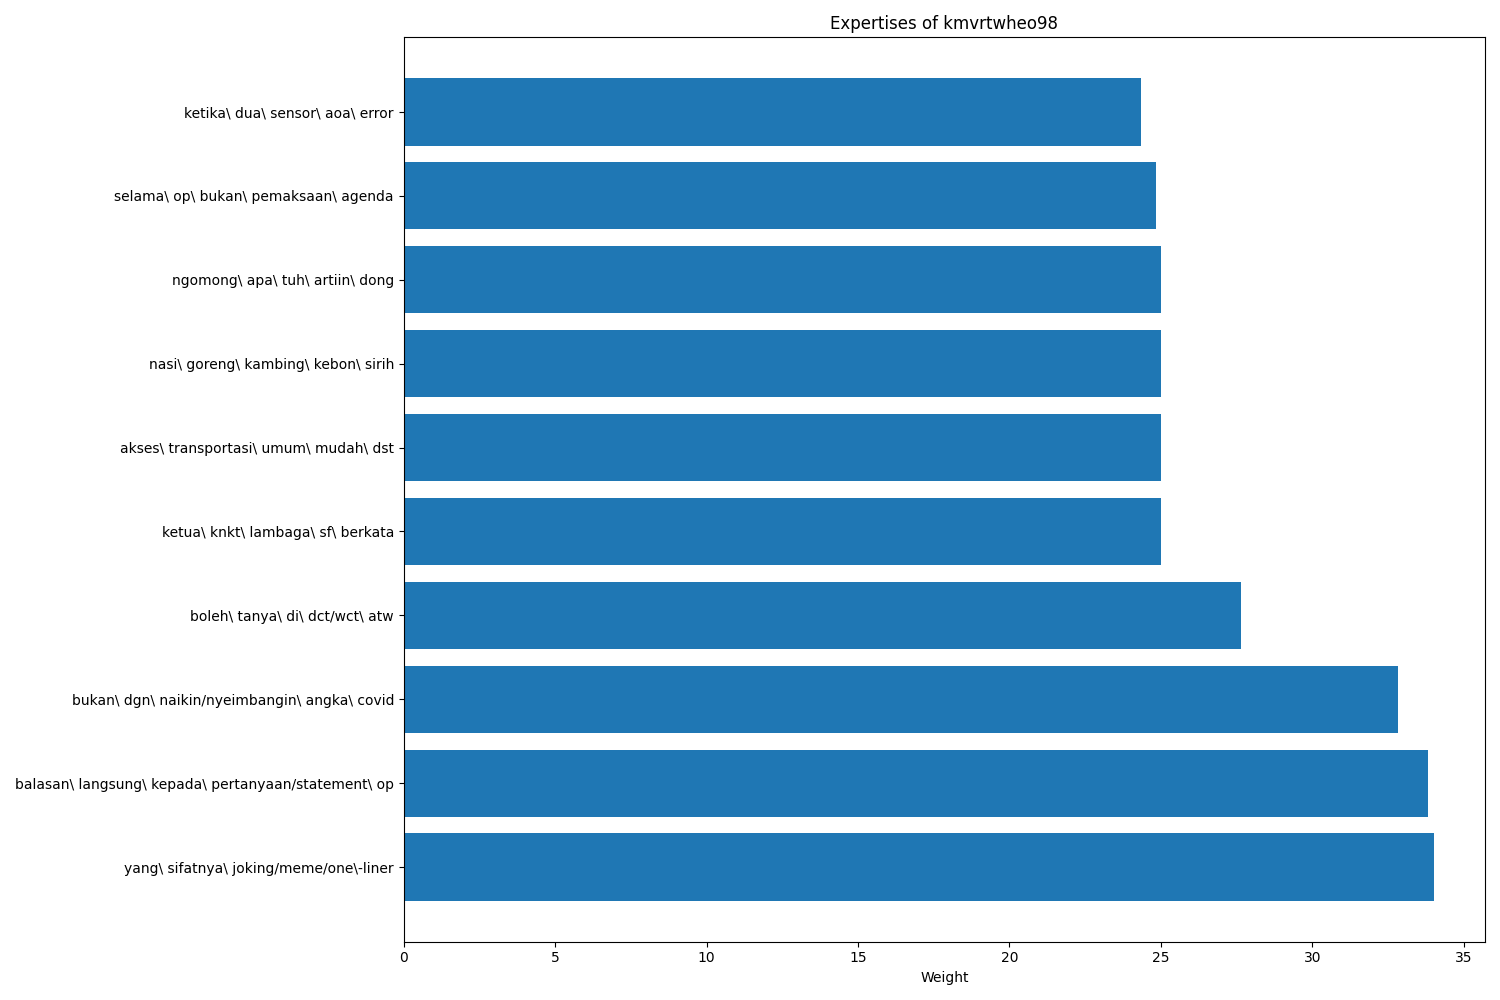 Expertises of kmvrtwheo98
ketika\ dua\ sensor\ aoa\ error
selama\ op\ bukan\ pemaksaan\ agenda
ngomong\ apa\ tuh\ artiin\ dong
nasi\ goreng\ kambing\ kebon\ sirih
akses\ transportasi\ umum\ mudah\ dst
ketua\ knkt\ lambaga\ sf\ berkata
boleh\ tanya\ di\ dct/wct\ atw
bukan\ dgn\ naikin/nyeimbangin\ angka\ covid
balasan\ langsung\ kepada\ pertanyaan/statement\ op
yang\ sifatnya\ joking/meme/one\-liner
0 5 10 15 20 25 30 35
Weight